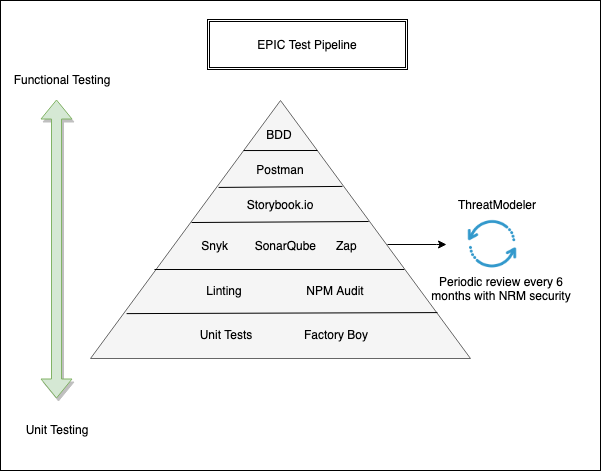 EPIC Test Pipeline
Functional Testing
BDD
Postman
Storybook.io
Snyk SonarQube Zap
ThreatModeler
Periodic review every 6
months with NRM security
Linting NPM Audit
Unit Tests Factory Boy
Unit Testing